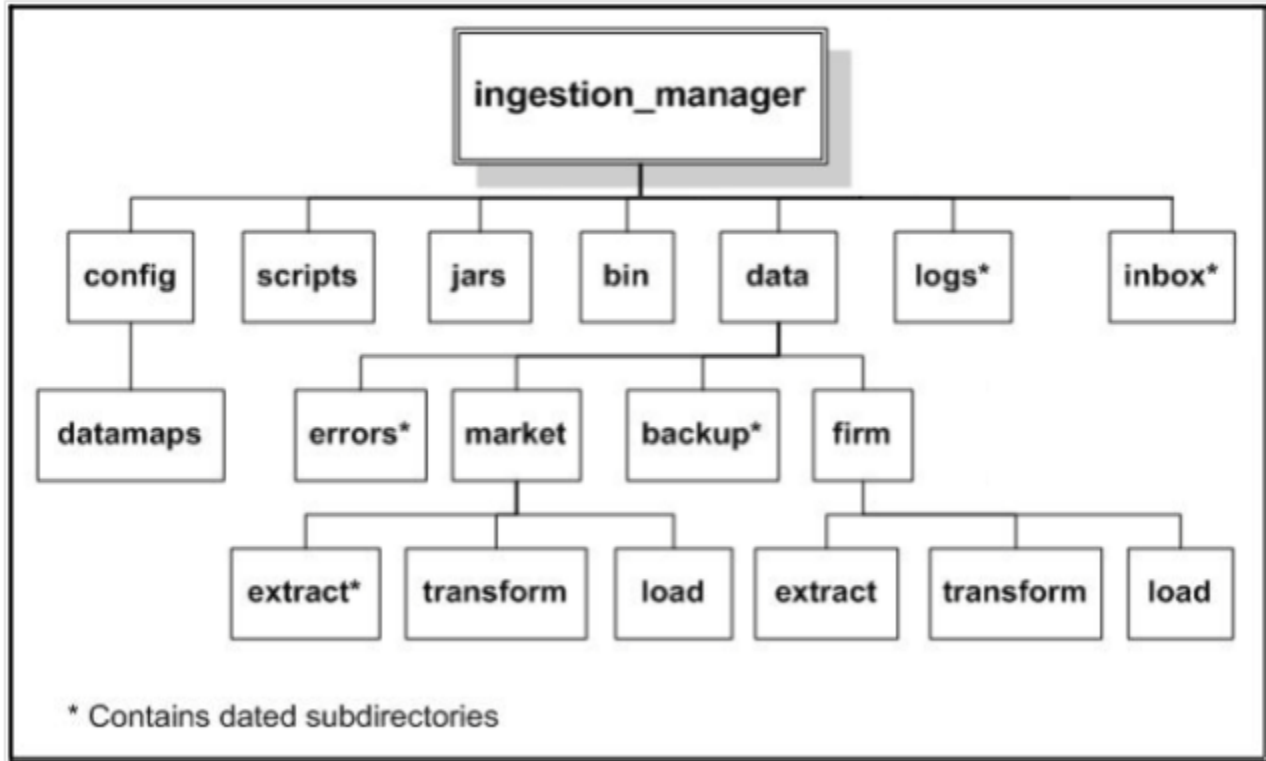 ingestion_manager
config scripts jars bin data logs* inbox*
datamaps errors* market backup* firm
extract* transform load extract transform load
* Contains dated subdirectories